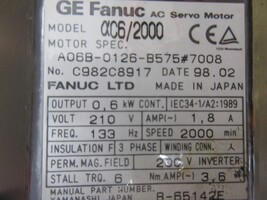 GE Fanuc AC Servo Motor
MODEL αC6/2000
MOTOR SPEC.
A06B-0126-B575#7008
No. C982C8917 DATE 98.02
FANUC LTD MADE IN JAPAN
OUTPUT 0,6 kW CONT. IEC34-1/A2:1989
VOLT 210 V AMP(~) 1,8 A
FREQ. 133 Hz SPEED 2000 min⁻¹
INSULATION F 3 PHASE WINDING CONN. Y
PERM. MAG. FIELD 200 V INPUT
STALL TRQ. 6 Nm AMP(~) 3,6
MANUAL PART NUMBER B-65142E
YAMANASHI JAPAN